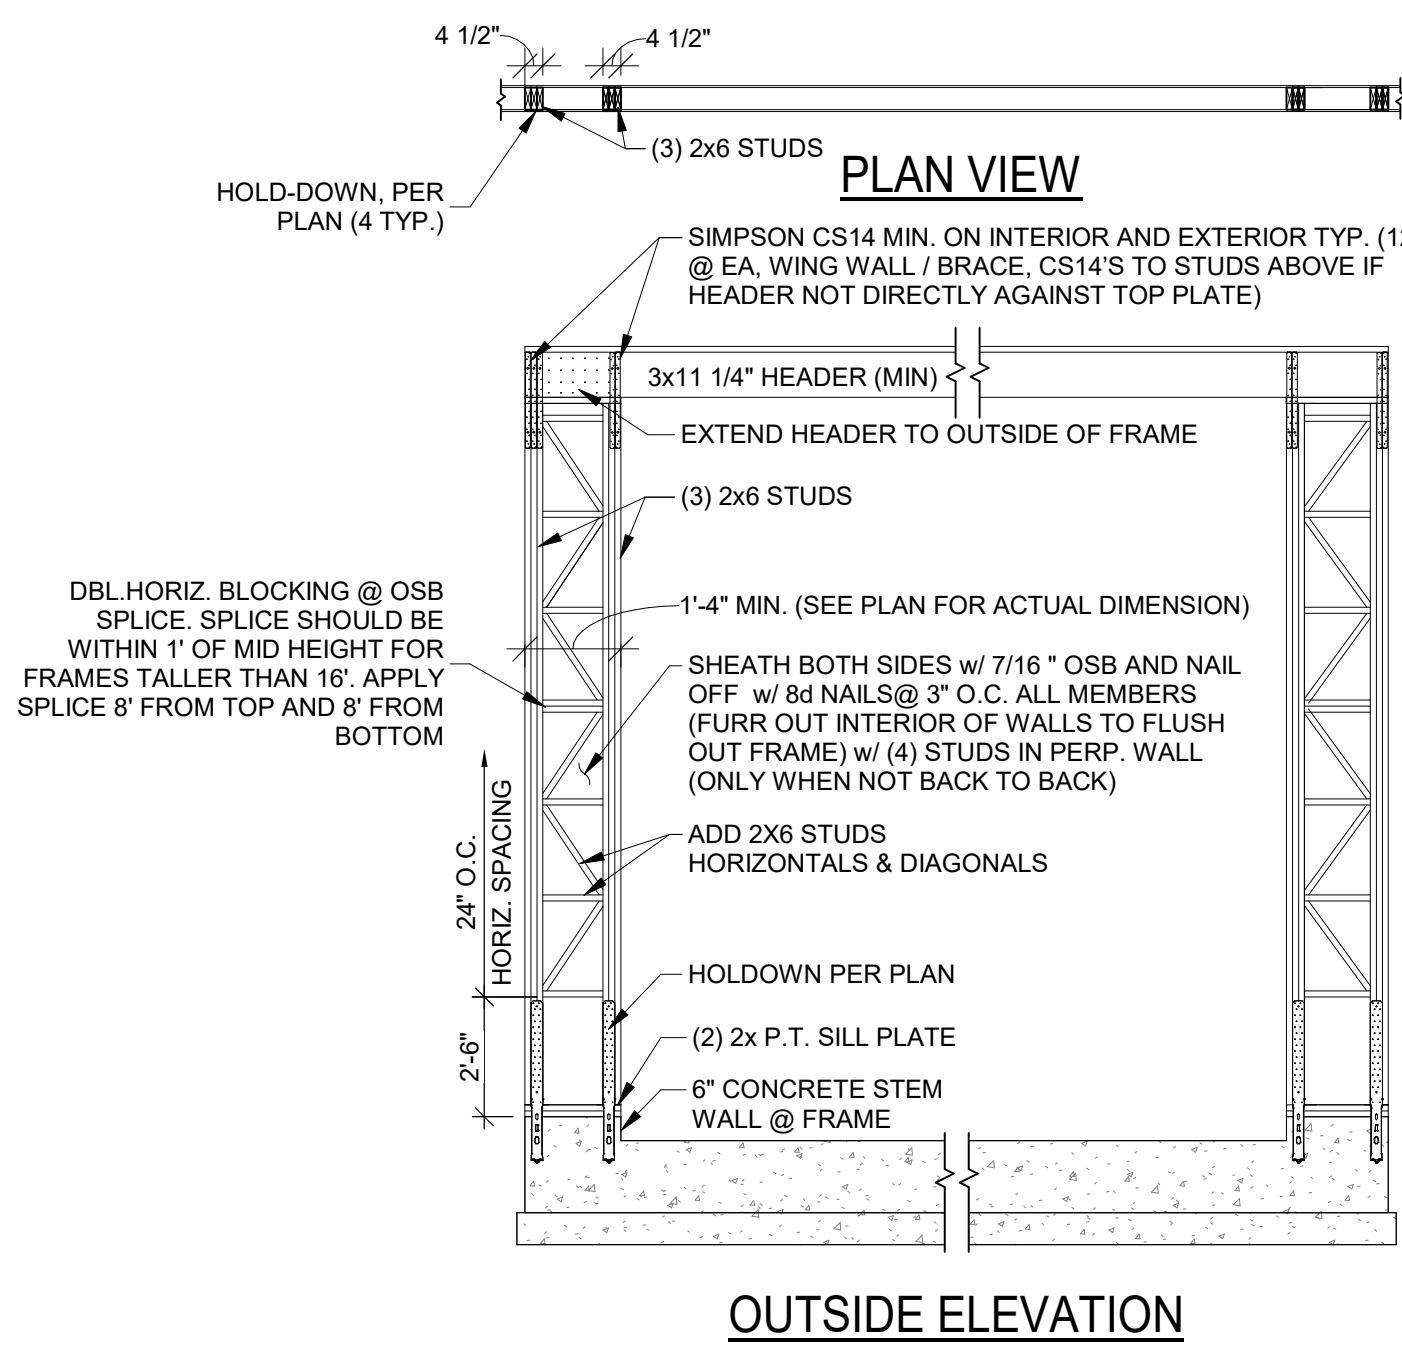 4 1/2"
4 1/2"
(3) 2x6 STUDS
PLAN VIEW
HOLD-DOWN, PER
PLAN (4 TYP.)
SIMPSON CS14 MIN. ON INTERIOR AND EXTERIOR TYP. (12
@ EA, WING WALL / BRACE, CS14'S TO STUDS ABOVE IF
HEADER NOT DIRECTLY AGAINST TOP PLATE)
3x11 1/4" HEADER (MIN)
EXTEND HEADER TO OUTSIDE OF FRAME
(3) 2x6 STUDS
DBL.HORIZ. BLOCKING @ OSB
SPLICE. SPLICE SHOULD BE
WITHIN 1' OF MID HEIGHT FOR
FRAMES TALLER THAN 16'. APPLY
SPLICE 8' FROM TOP AND 8' FROM
BOTTOM
1'-4" MIN. (SEE PLAN FOR ACTUAL DIMENSION)
SHEATH BOTH SIDES w/ 7/16 " OSB AND NAIL
OFF w/ 8d NAILS@ 3" O.C. ALL MEMBERS
(FURR OUT INTERIOR OF WALLS TO FLUSH
OUT FRAME) w/ (4) STUDS IN PERP. WALL
(ONLY WHEN NOT BACK TO BACK)
24" O.C.
HORIZ. SPACING
ADD 2X6 STUDS
HORIZONTALS & DIAGONALS
HOLDOWN PER PLAN
2'-6"
(2) 2x P.T. SILL PLATE
6" CONCRETE STEM
WALL @ FRAME
OUTSIDE ELEVATION